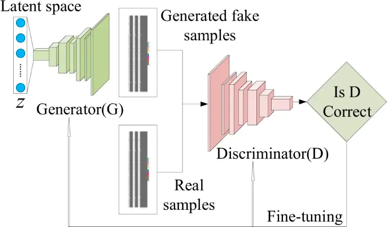 Latent space
z
Generator(G)
Generated fake
samples
Real
samples
Discriminator(D)
Is D
Correct
Fine-tuning